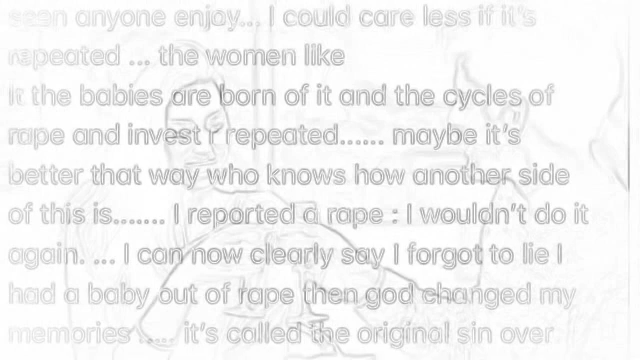 seen anyone enjoy... I could care less if it's
repeated ... the women like
it the babies are born of it and the cycles of
rape and invest r repeated...... maybe it's
better that way who knows how another side
of this is....... I reported a rape : I wouldn't do it
again. ... I can now clearly say I forgot to lie I
had a baby out of rape then god changed my
memories .... it's called the original sin over